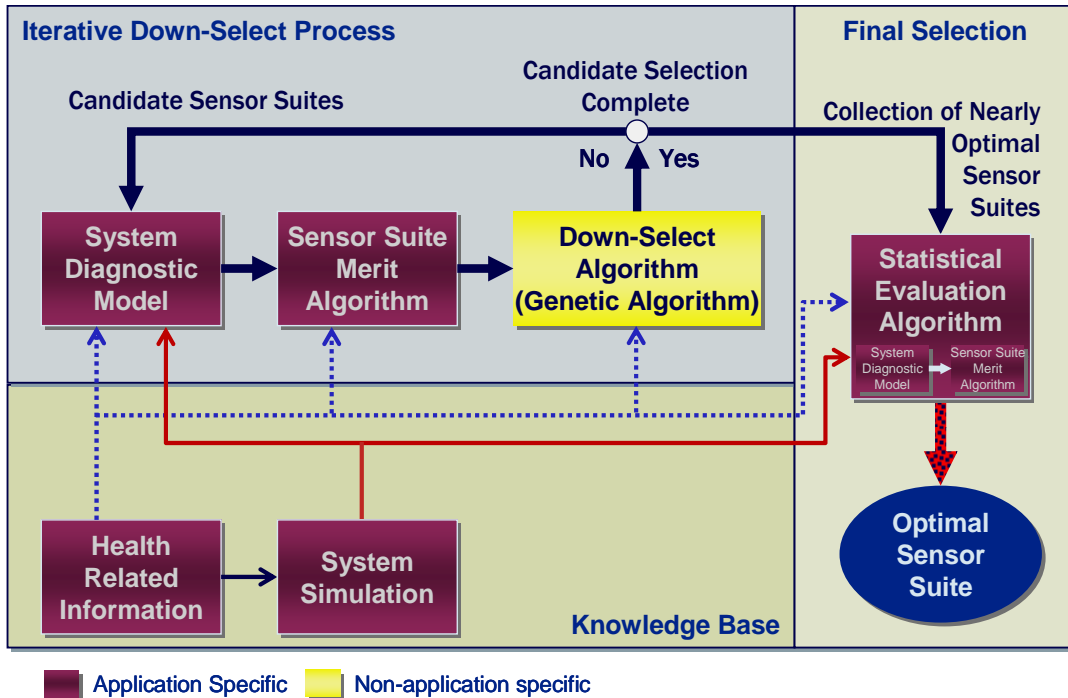 Iterative Down-Select Process
Final Selection
Candidate Selection
Complete
Candidate Sensor Suites
Collection of Nearly
Optimal
Sensor
Suites
No
Yes
System
Diagnostic
Model
Sensor Suite
Merit
Algorithm
Down-Select
Algorithm
(Genetic Algorithm)
Statistical
Evaluation
Algorithm
System
Diagnostic
Model
Sensor Suite
Merit
Algorithm
Health
Related
Information
System
Simulation
Optimal
Sensor
Suite
Knowledge Base
Application Specific
Non-application specific